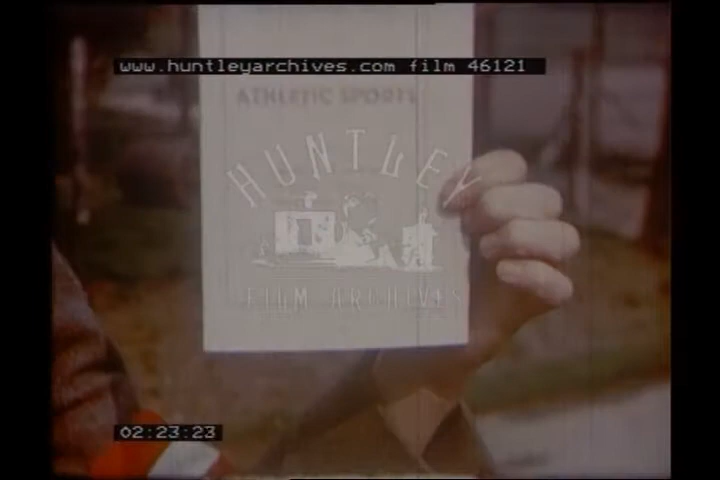 www.huntleyarchives.com film 46121
ATHLETIC SPORTS
HUNTLEY
FILM ARCHIVES
02:23:23